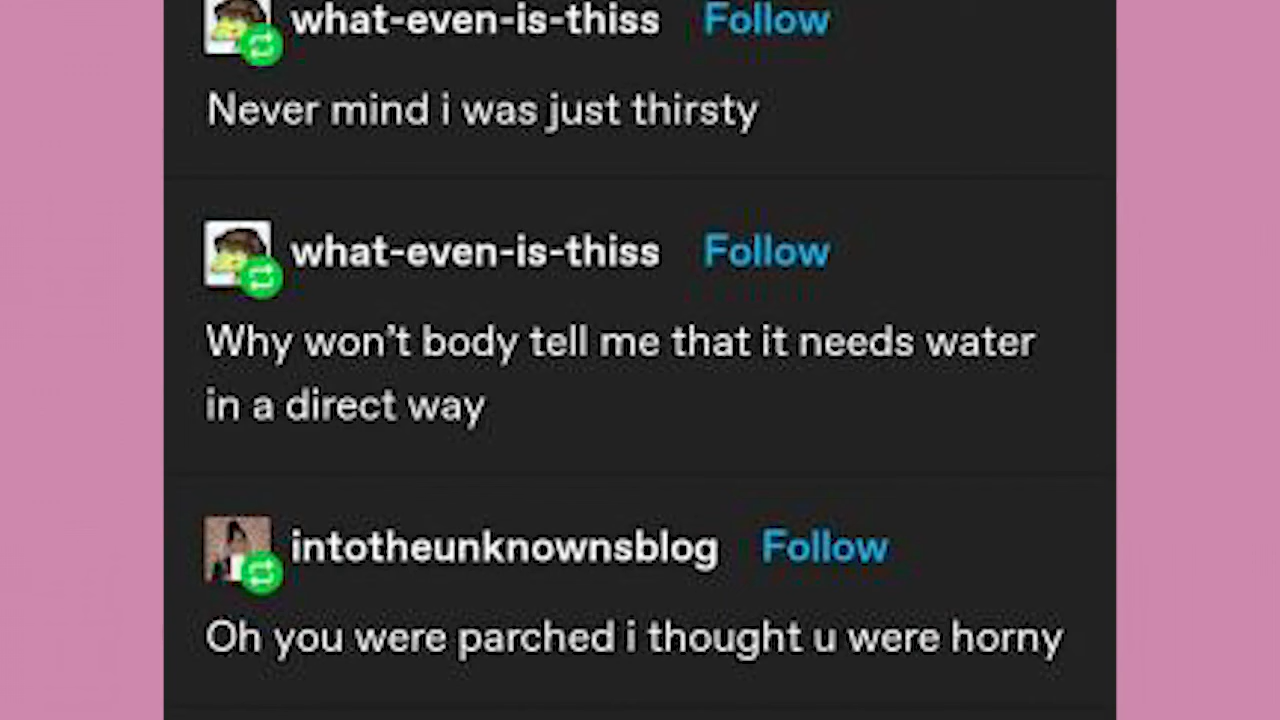 what-even-is-thiss Follow
Never mind i was just thirsty
what-even-is-thiss Follow
Why won't body tell me that it needs water
in a direct way
intotheunknownsblog Follow
Oh you were parched i thought u were horny